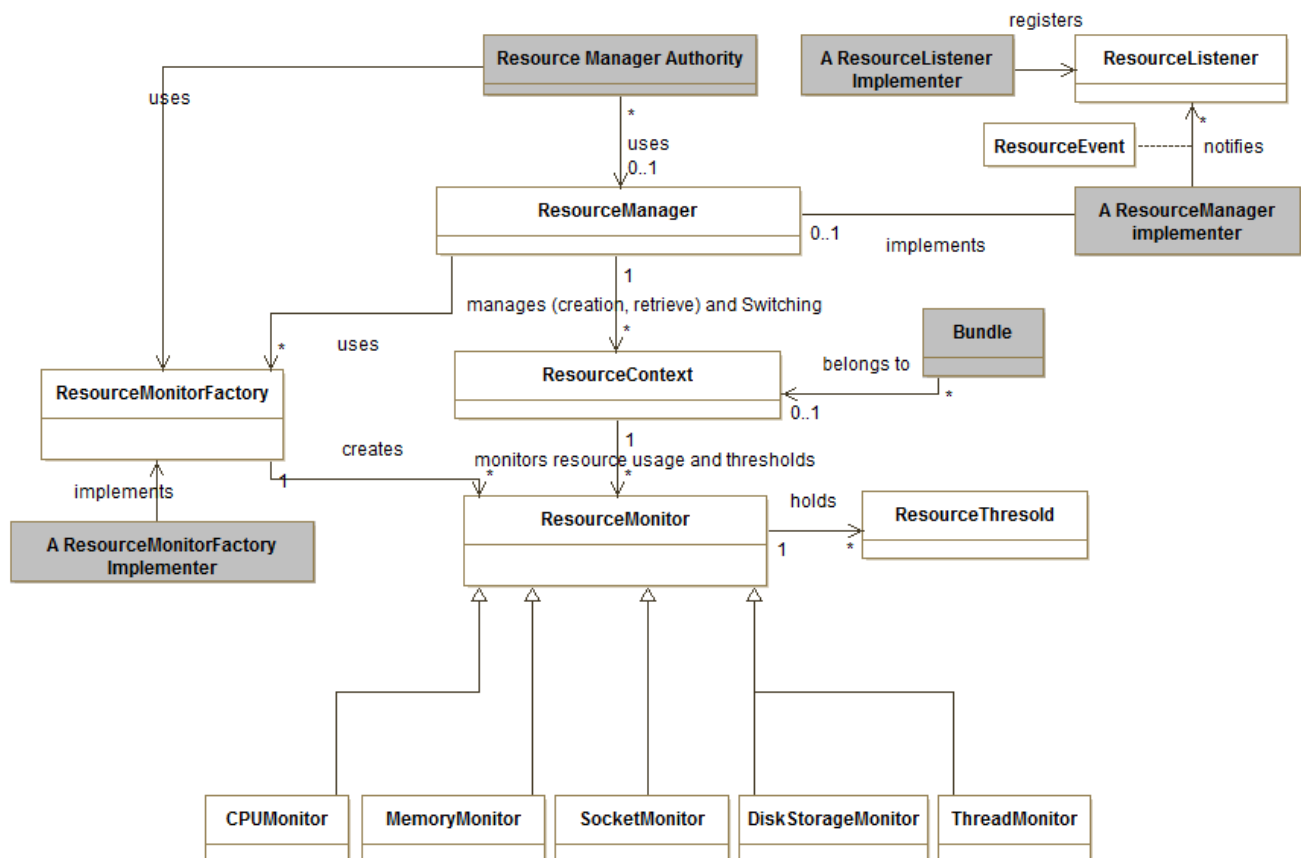 registers
Resource Manager Authority
A ResourceListener
Implementer
ResourceListener
uses
*
*
uses
ResourceEvent
notifies
0..1
ResourceManager
A ResourceManager
implementer
0..1
implements
1
manages (creation, retrieve) and Switching
*
*
uses
Bundle
belongs to
ResourceContext
*
0..1
ResourceMonitorFactory
1
creates
monitors resource usage and thresholds
*
*
1
implements
holds
ResourceMonitor
ResourceThresold
1
*
A ResourceMonitorFactory
Implementer
CPUMonitor
MemoryMonitor
SocketMonitor
DiskStorageMonitor
ThreadMonitor